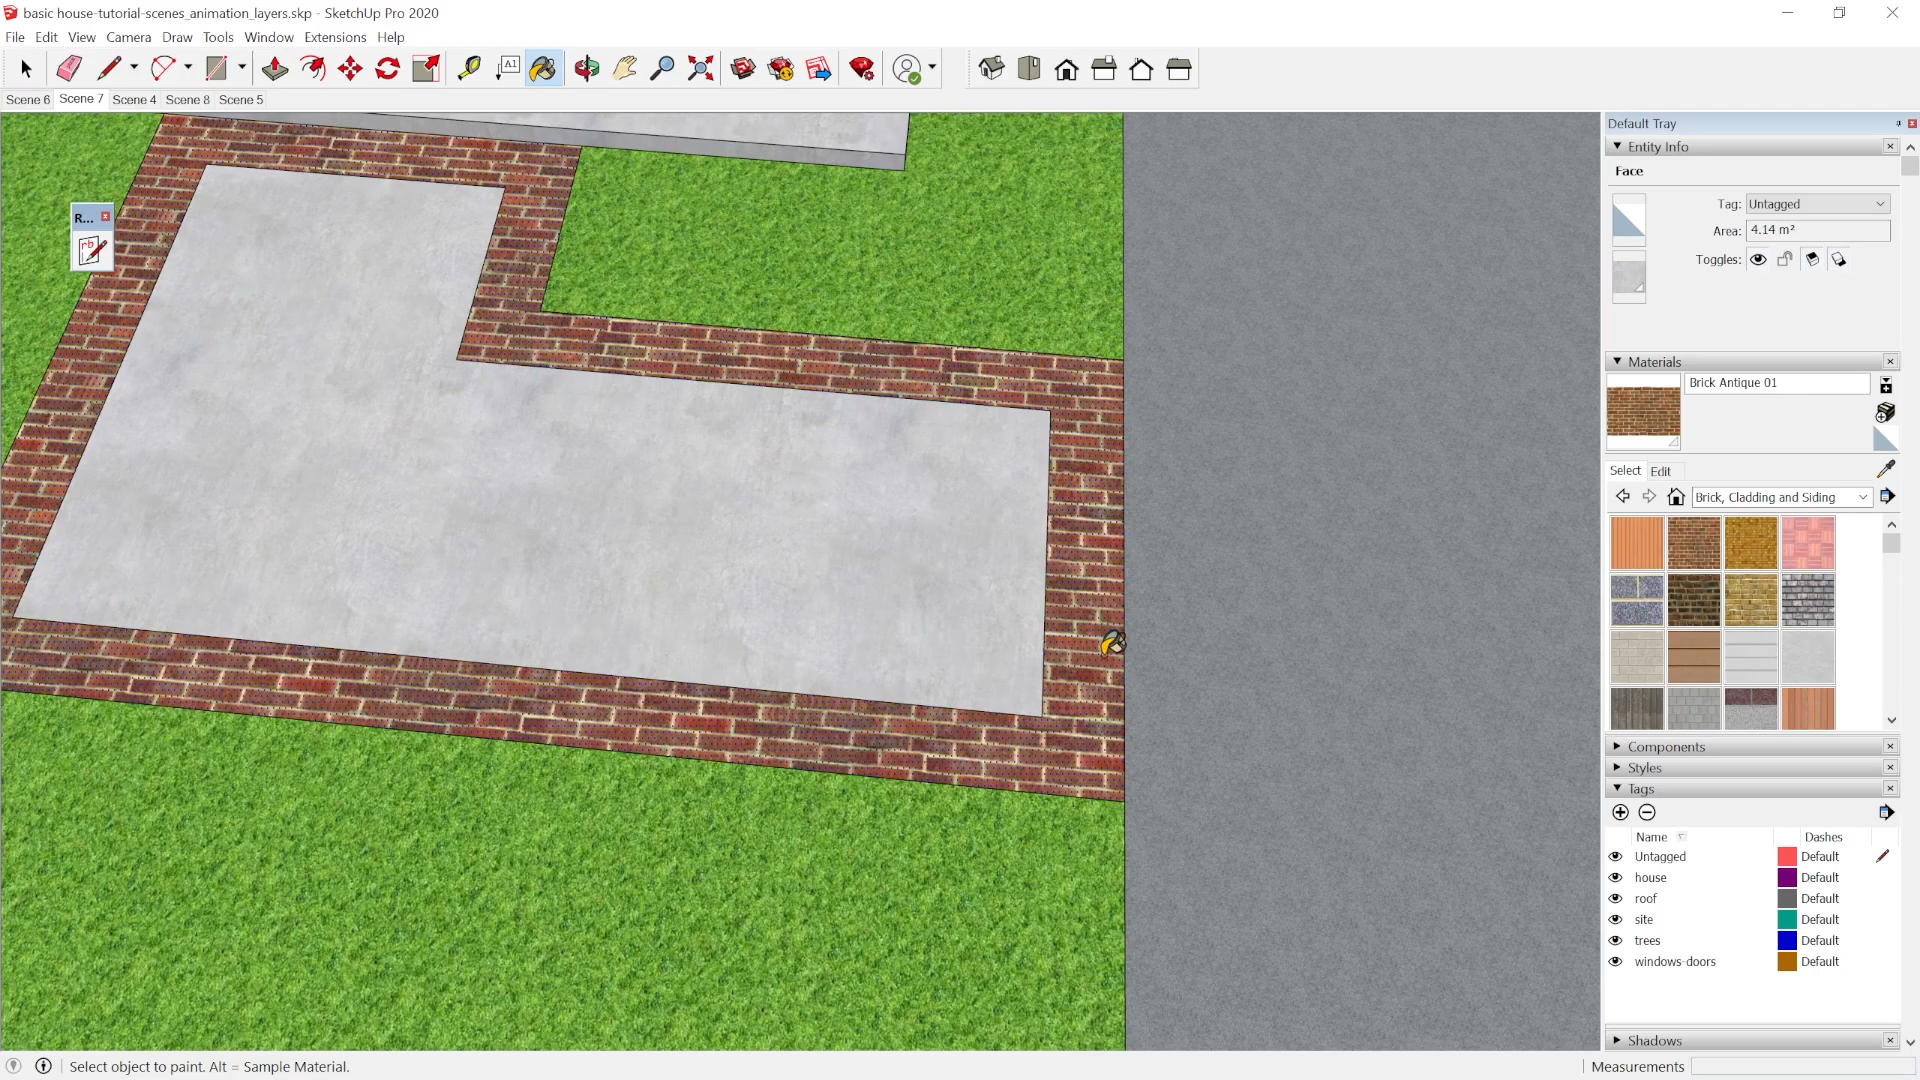 basic house-tutorial-scenes_animation_layers.skp - SketchUp Pro 2020
File Edit View Camera Draw Tools Window Extensions Help
A1
Scene 6 Scene 7 Scene 4 Scene 8 Scene 5
R...
rb
Default Tray
Entity Info
Face
Tag: Untagged
Area: 4.14 m²
Toggles:
Materials
Brick Antique 01
Select Edit
Brick, Cladding and Siding
Components
Styles
Tags
Name Dashes
Untagged Default
house Default
roof Default
site Default
trees Default
windows-doors Default
Shadows
Select object to paint. Alt = Sample Material.
Measurements